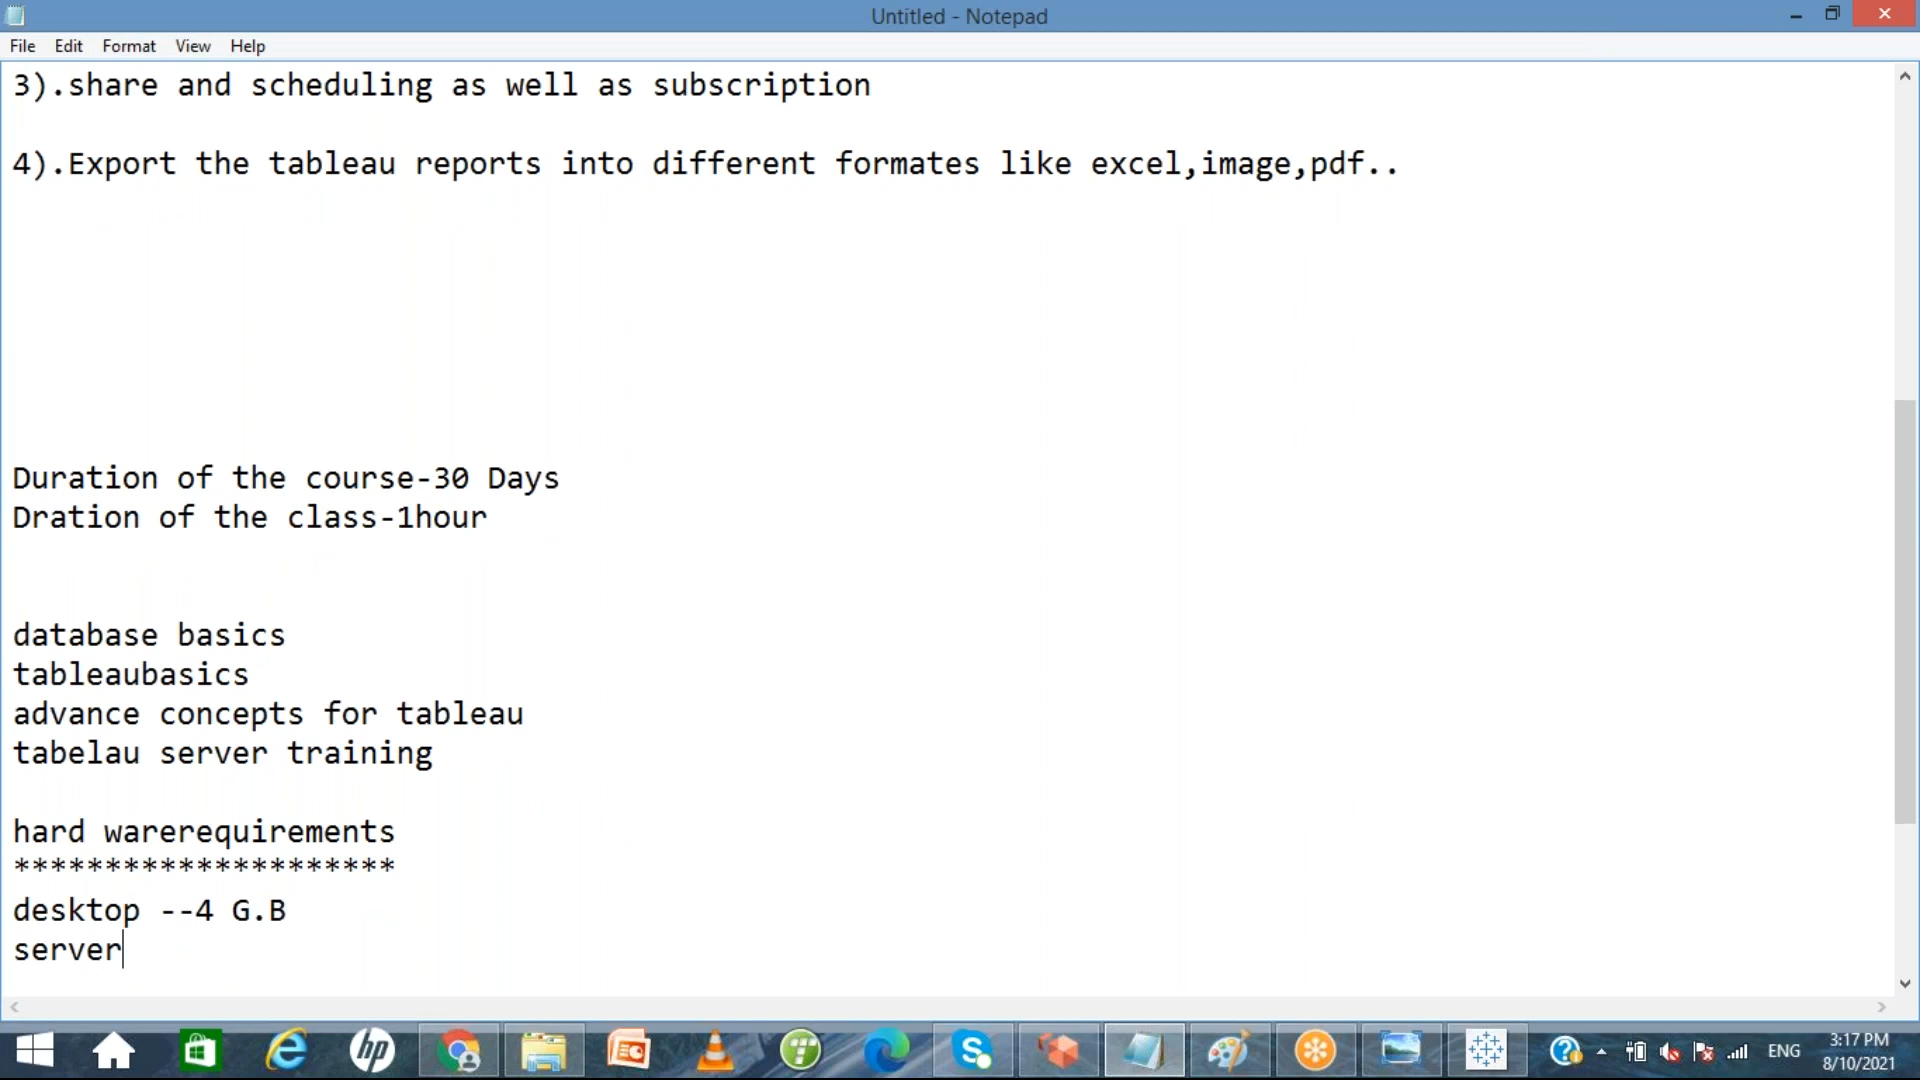 Untitled - Notepad
File Edit Format View Help
3).share and scheduling as well as subscription
4).Export the tableau reports into different formates like excel,image,pdf..
Duration of the course-30 Days
Dration of the class-1hour
database basics
tableaubasics
advance concepts for tableau
tabelau server training
hard warerequirements
*********************
desktop --4 G.B
server
ENG
3:17 PM
8/10/2021